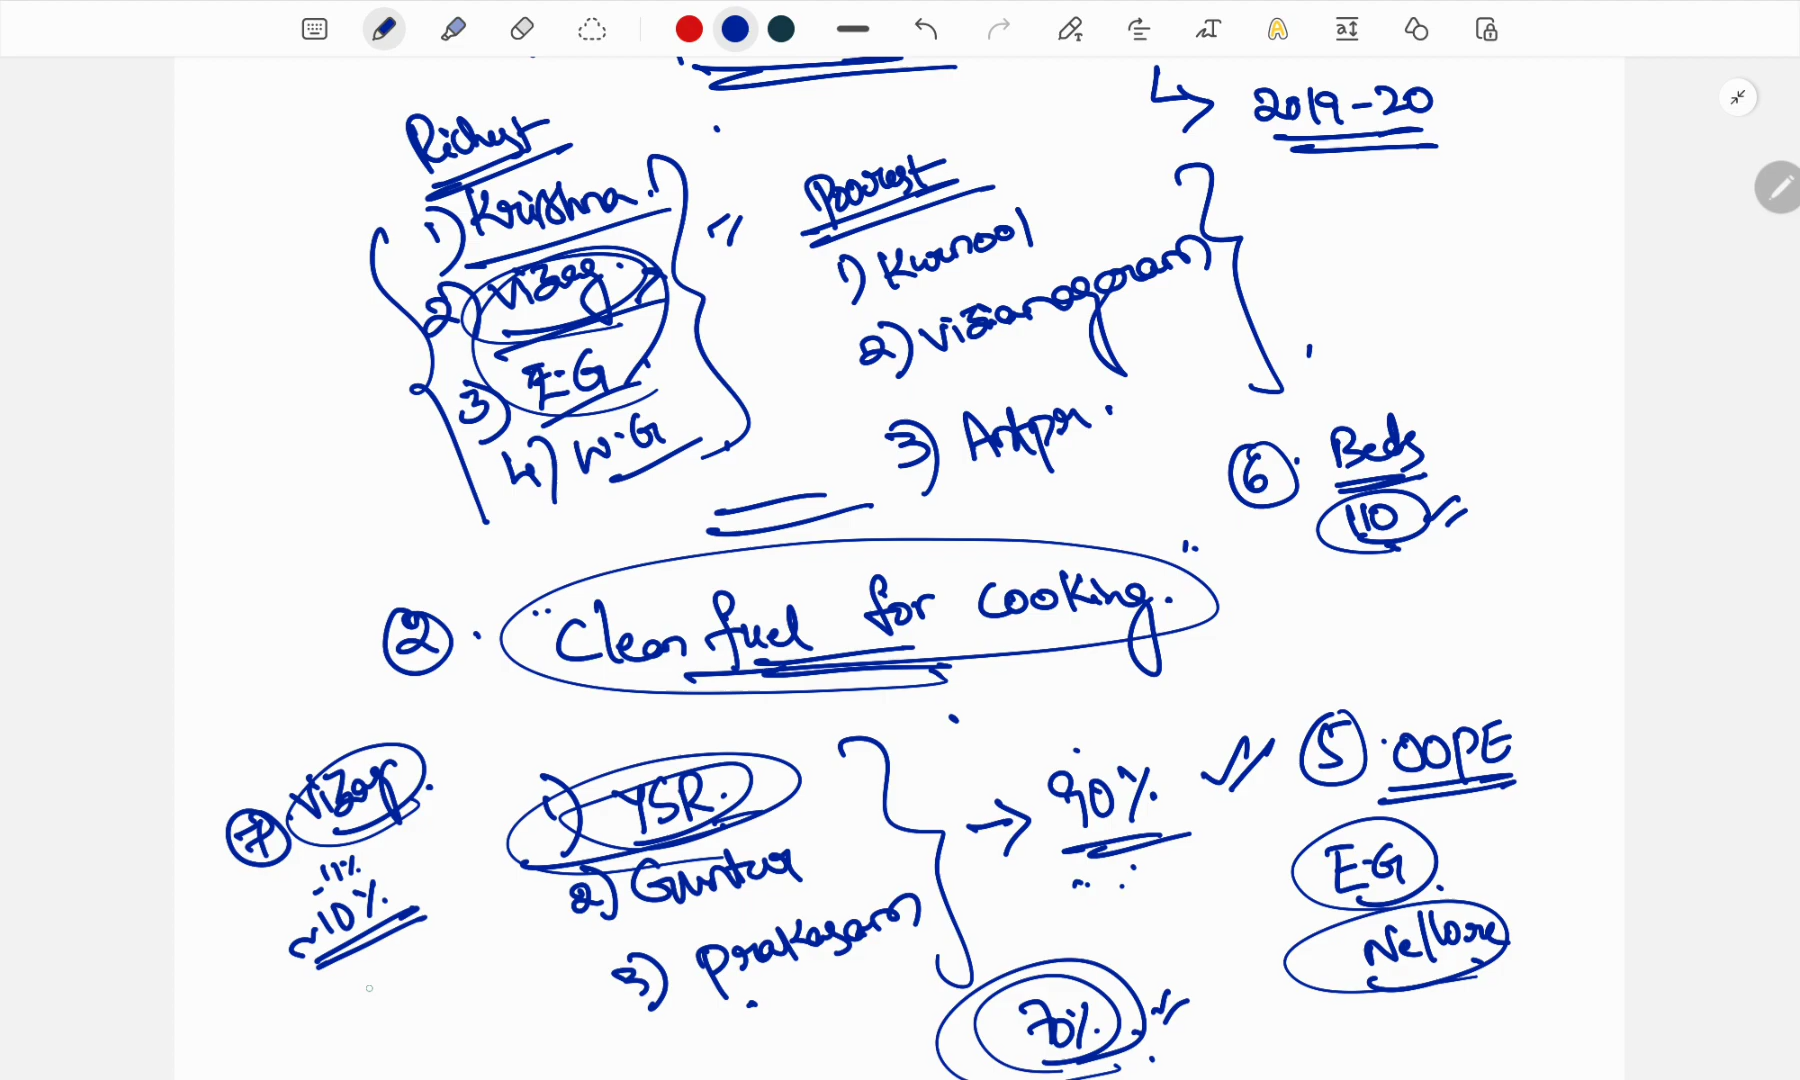 2019-20
Richest
1) Krishna
2) Vizag
3) E-G
4) W-G
Poorest
1) Kurnool
2) Vizianagaram
3) Antpr
6 Beds
110
2 "Clean fuel for cooking."
7 Vizag
11%
~10%
1) YSR
2) Guntur
3) Prakasam
→ 90%
70%
5 OOPE
E-G
Nellore